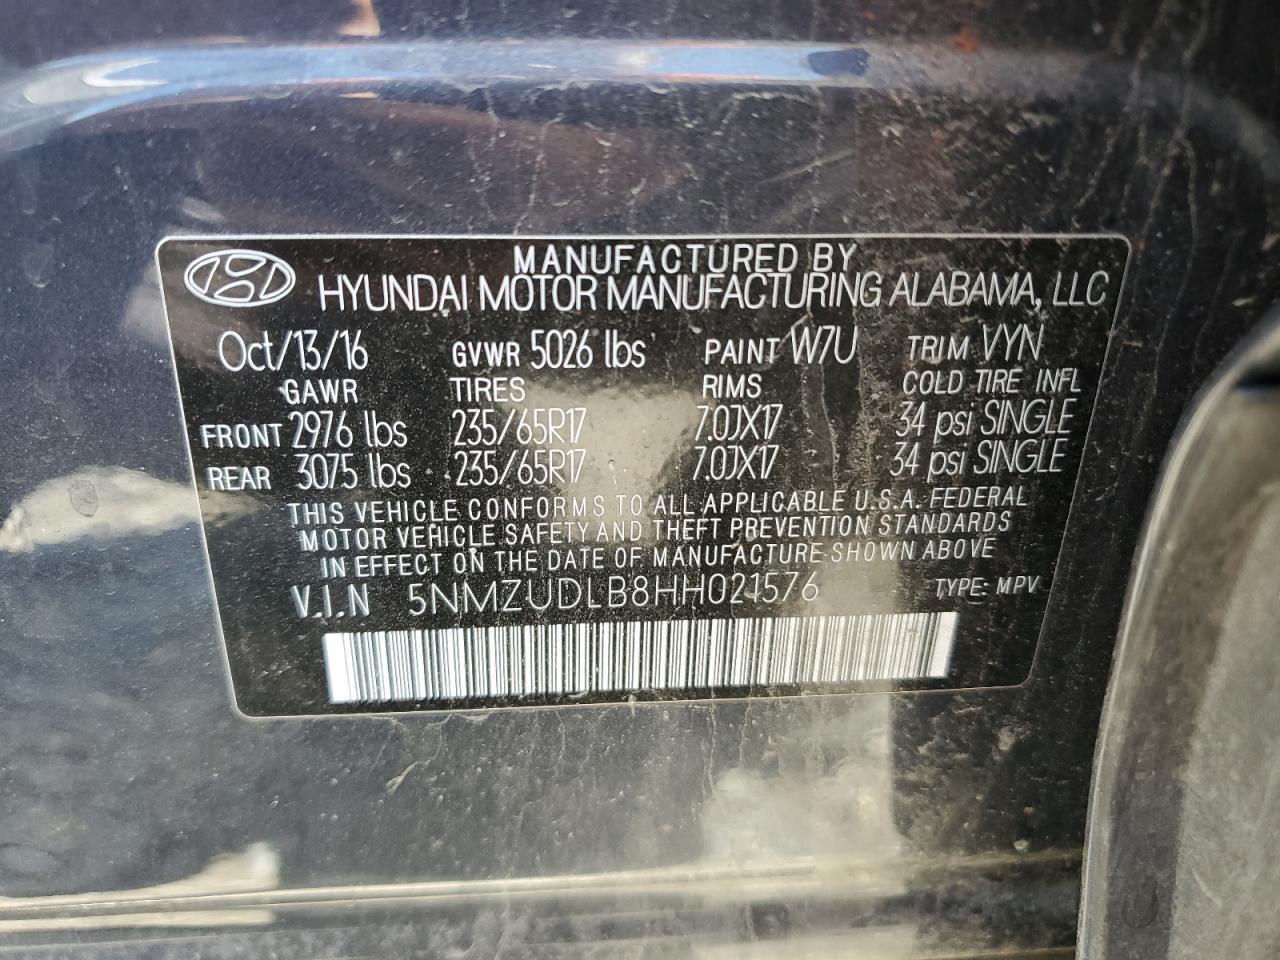 MANUFACTURED BY
HYUNDAI MOTOR MANUFACTURING ALABAMA, LLC
Oct/13/16 GVWR 5026 lbs PAINT W7U TRIM VYN
GAWR TIRES RIMS COLD TIRE INFL
FRONT 2976 lbs 235/65R17 7.0JX17 34 psi SINGLE
REAR 3075 lbs 235/65R17 7.0JX17 34 psi SINGLE
THIS VEHICLE CONFORMS TO ALL APPLICABLE U.S.A. FEDERAL
MOTOR VEHICLE SAFETY AND THEFT PREVENTION STANDARDS
IN EFFECT ON THE DATE OF MANUFACTURE SHOWN ABOVE
V.I.N 5NMZUDLB8HH021576 TYPE: MPV